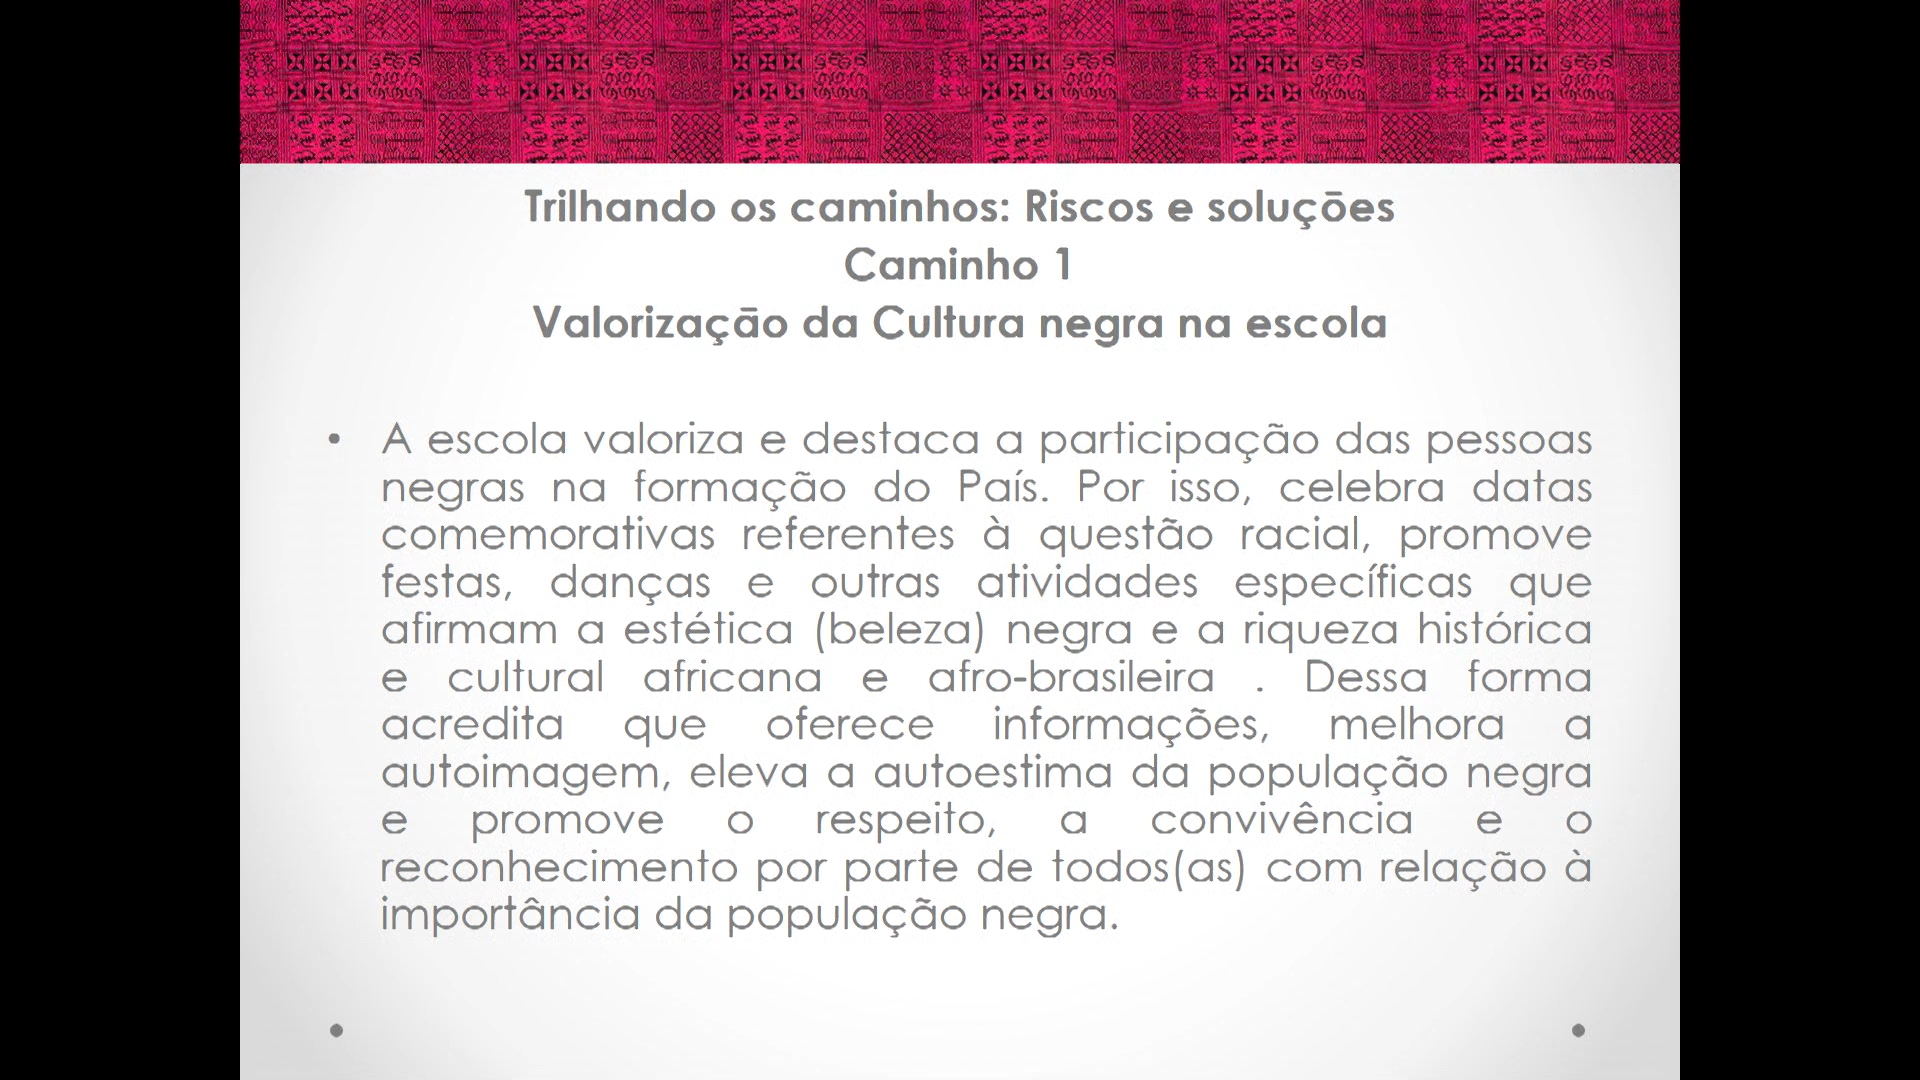 Trilhando os caminhos: Riscos e soluções
Caminho 1
Valorização da Cultura negra na escola
• A escola valoriza e destaca a participação das pessoas
negras na formação do País. Por isso, celebra datas
comemorativas referentes à questão racial, promove
festas, danças e outras atividades específicas que
afirmam a estética (beleza) negra e a riqueza histórica
e cultural africana e afro-brasileira . Dessa forma
acredita que oferece informações, melhora a
autoimagem, eleva a autoestima da população negra
e promove o respeito, a convivência e o
reconhecimento por parte de todos(as) com relação à
importância da população negra.